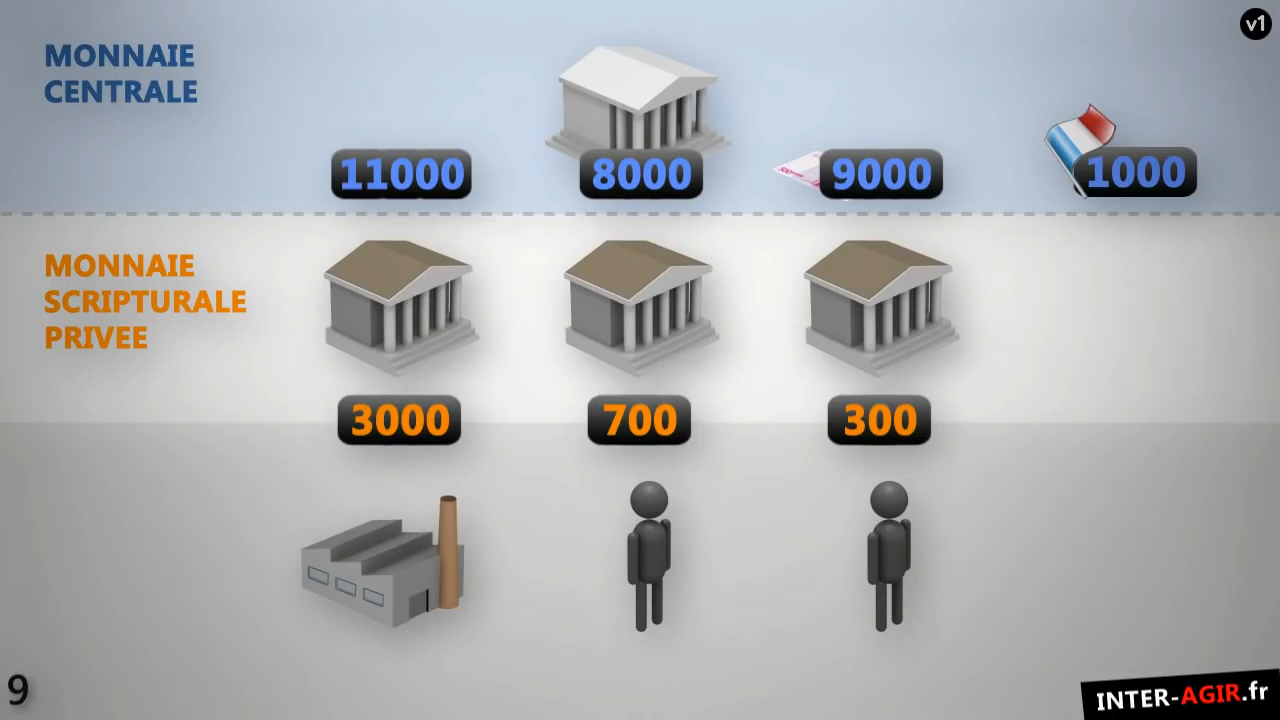 v1
MONNAIE
CENTRALE
11000
8000
9000
1000
MONNAIE
SCRIPTURALE
PRIVEE
3000
700
300
9
INTER-AGIR.fr